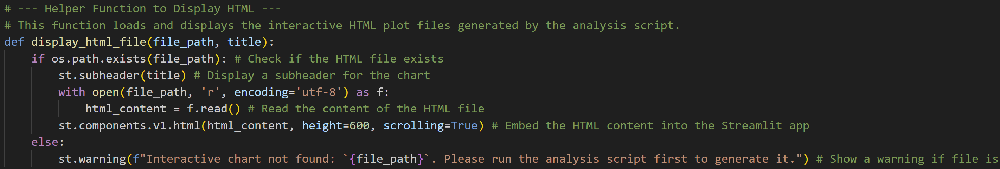 # --- Helper Function to Display HTML ---
# This function loads and displays the interactive HTML plot files generated by the analysis script.
def display_html_file(file_path, title):
    if os.path.exists(file_path): # Check if the HTML file exists
        st.subheader(title) # Display a subheader for the chart
        with open(file_path, 'r', encoding='utf-8') as f:
            html_content = f.read() # Read the content of the HTML file
        st.components.v1.html(html_content, height=600, scrolling=True) # Embed the HTML content into the Streamlit app
    else:
        st.warning(f"Interactive chart not found: `{file_path}`. Please run the analysis script first to generate it.") # Show a warning if file is